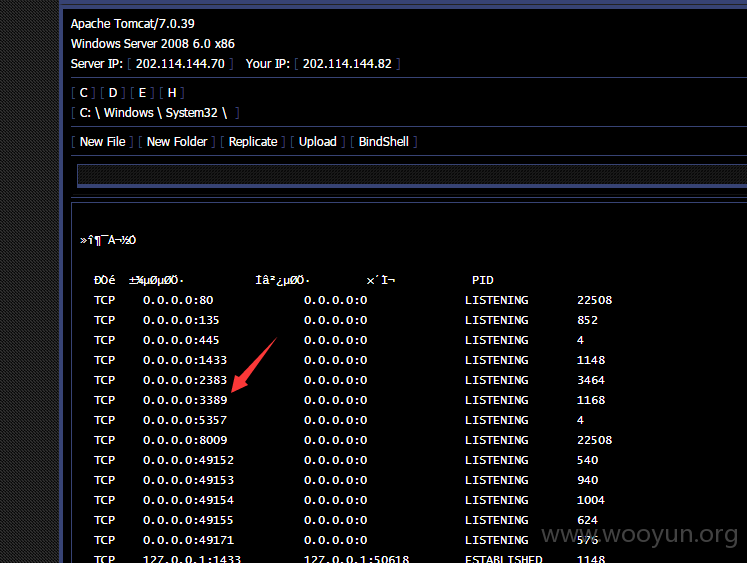 Apache Tomcat/7.0.39
Windows Server 2008 6.0 x86
Server IP: [ 202.114.144.70 ] Your IP: [ 202.114.144.82 ]
[ C ] [ D ] [ E ] [ H ]
[ C: \ Windows \ System32 \ ]
[ New File ] [ New Folder ] [ Replicate ] [ Upload ] [ BindShell ]
»î¶¯Á¬½Ó
ÐÒé ±¾µØµØÖ· Íâ²¿µØÖ· ×´Ì¬ PID
TCP 0.0.0.0:80 0.0.0.0:0 LISTENING 22508
TCP 0.0.0.0:135 0.0.0.0:0 LISTENING 852
TCP 0.0.0.0:445 0.0.0.0:0 LISTENING 4
TCP 0.0.0.0:1433 0.0.0.0:0 LISTENING 1148
TCP 0.0.0.0:2383 0.0.0.0:0 LISTENING 3464
TCP 0.0.0.0:3389 0.0.0.0:0 LISTENING 1168
TCP 0.0.0.0:5357 0.0.0.0:0 LISTENING 4
TCP 0.0.0.0:8009 0.0.0.0:0 LISTENING 22508
TCP 0.0.0.0:49152 0.0.0.0:0 LISTENING 540
TCP 0.0.0.0:49153 0.0.0.0:0 LISTENING 940
TCP 0.0.0.0:49154 0.0.0.0:0 LISTENING 1004
TCP 0.0.0.0:49155 0.0.0.0:0 LISTENING 624
TCP 0.0.0.0:49171 0.0.0.0:0 LISTENING 576
www.wooyun.org
TCP 127.0.0.1:1433 127.0.0.1:50618 ESTABLISHED 1148